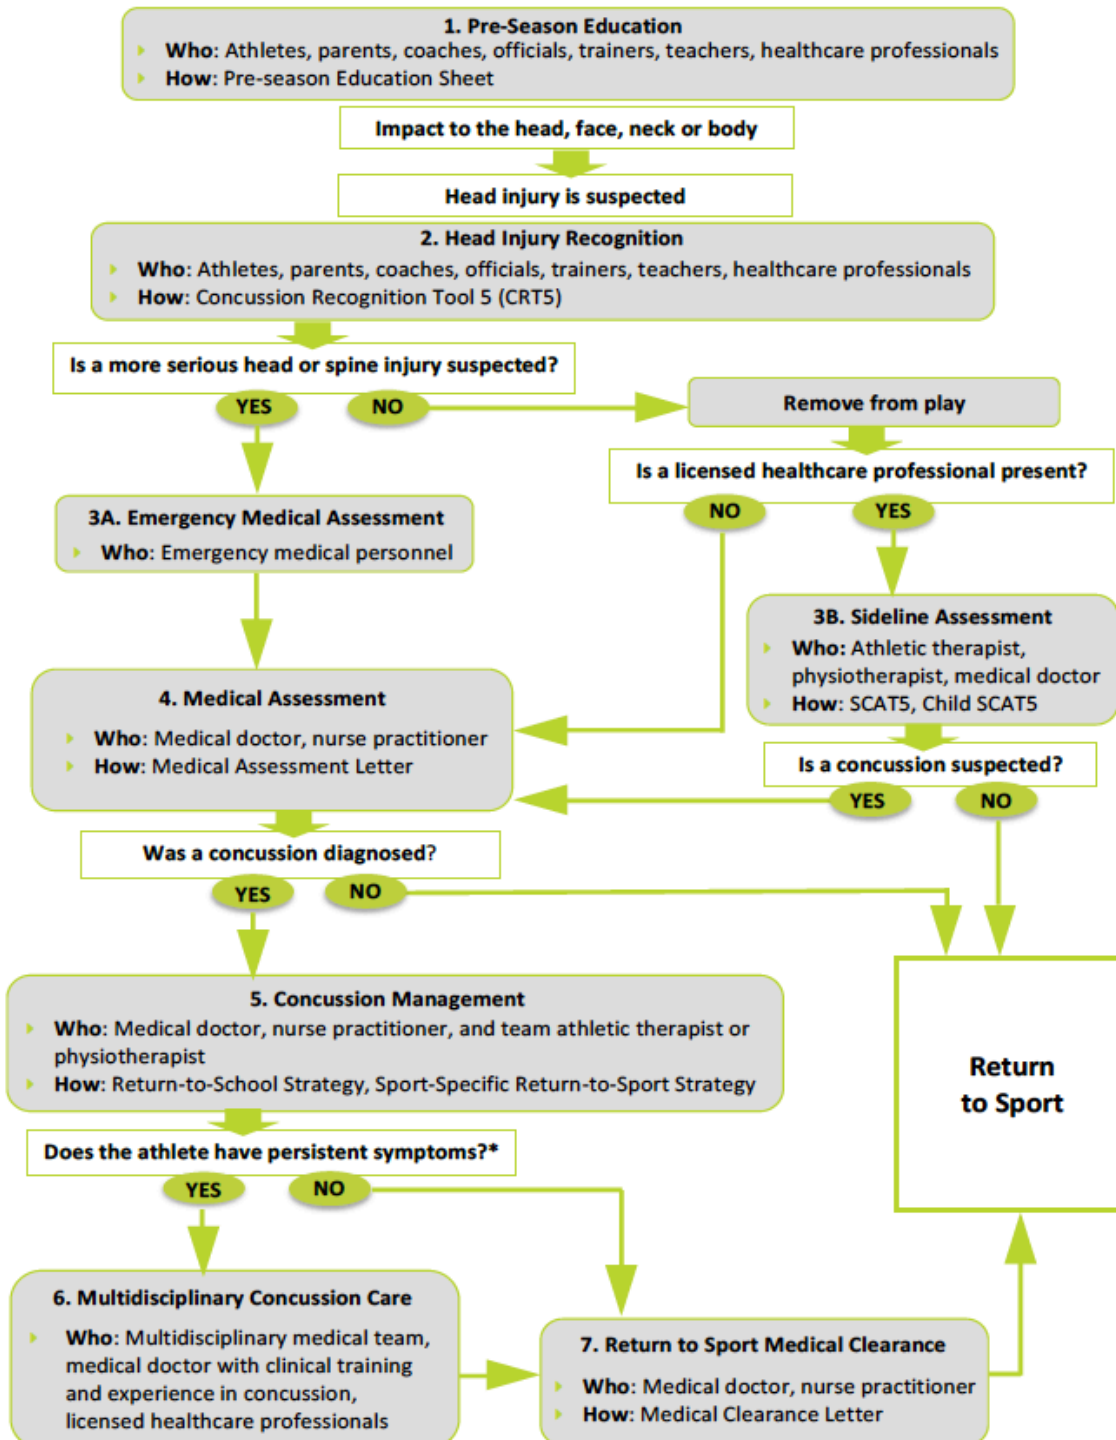 1. Pre-Season Education
Who: Athletes, parents, coaches, officials, trainers, teachers, healthcare professionals
How: Pre-season Education Sheet
Impact to the head, face, neck or body
Head injury is suspected
2. Head Injury Recognition
Who: Athletes, parents, coaches, officials, trainers, teachers, healthcare professionals
How: Concussion Recognition Tool 5 (CRT5)
Is a more serious head or spine injury suspected?
YES
NO
Remove from play
Is a licensed healthcare professional present?
NO
YES
3A. Emergency Medical Assessment
Who: Emergency medical personnel
3B. Sideline Assessment
Who: Athletic therapist,
physiotherapist, medical doctor
How: SCAT5, Child SCAT5
4. Medical Assessment
Who: Medical doctor, nurse practitioner
How: Medical Assessment Letter
Is a concussion suspected?
YES
NO
Was a concussion diagnosed?
YES
NO
5. Concussion Management
Who: Medical doctor, nurse practitioner, and team athletic therapist or
physiotherapist
How: Return-to-School Strategy, Sport-Specific Return-to-Sport Strategy
Return
to Sport
Does the athlete have persistent symptoms?*
YES
NO
6. Multidisciplinary Concussion Care
Who: Multidisciplinary medical team,
medical doctor with clinical training
and experience in concussion,
licensed healthcare professionals
7. Return to Sport Medical Clearance
Who: Medical doctor, nurse practitioner
How: Medical Clearance Letter